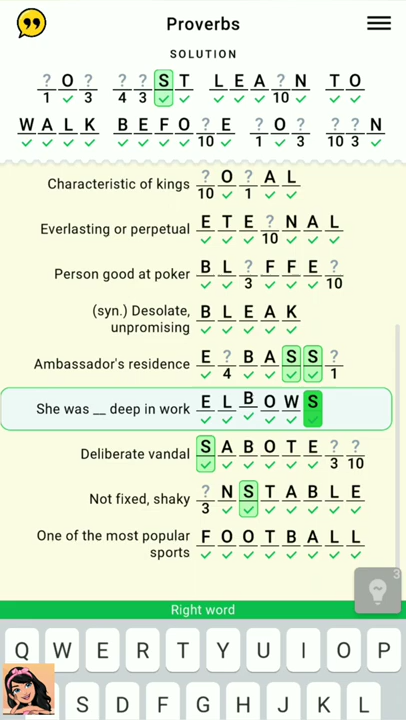 Proverbs
SOLUTION
? O ? ? ? S T L E A ? N T O
1 3 4 3 10
W A L K B E F O ? E ? O ? ? ? N
10 1 3 10 3
Characteristic of kings ? O ? A L
10 1
Everlasting or perpetual E T E ? N A L
10
Person good at poker B L ? F F E ?
3 10
(syn.) Desolate,
unpromising B L E A K
Ambassador's residence E ? B A S S ?
4 1
She was __ deep in work E L B O W S
Deliberate vandal S A B O T E ? ?
3 10
Not fixed, shaky ? N S T A B L E
3
One of the most popular
sports F O O T B A L L
3
Right word
Q W E R T Y U I O P
S D F G H J K L